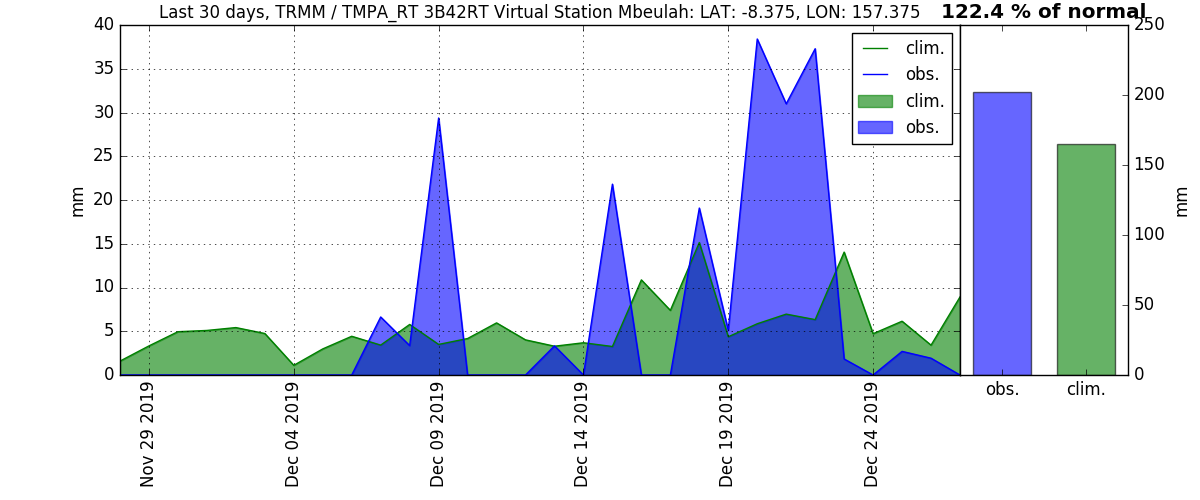 Last 30 days, TRMM / TMPA_RT 3B42RT Virtual Station Mbeulah: LAT: -8.375, LON: 157.375
122.4 % of normal
40
35
30
25
20
15
10
5
0
mm
clim.
obs.
clim.
obs.
Nov 29 2019
Dec 04 2019
Dec 09 2019
Dec 14 2019
Dec 19 2019
Dec 24 2019
250
200
150
100
50
0
mm
obs. clim.